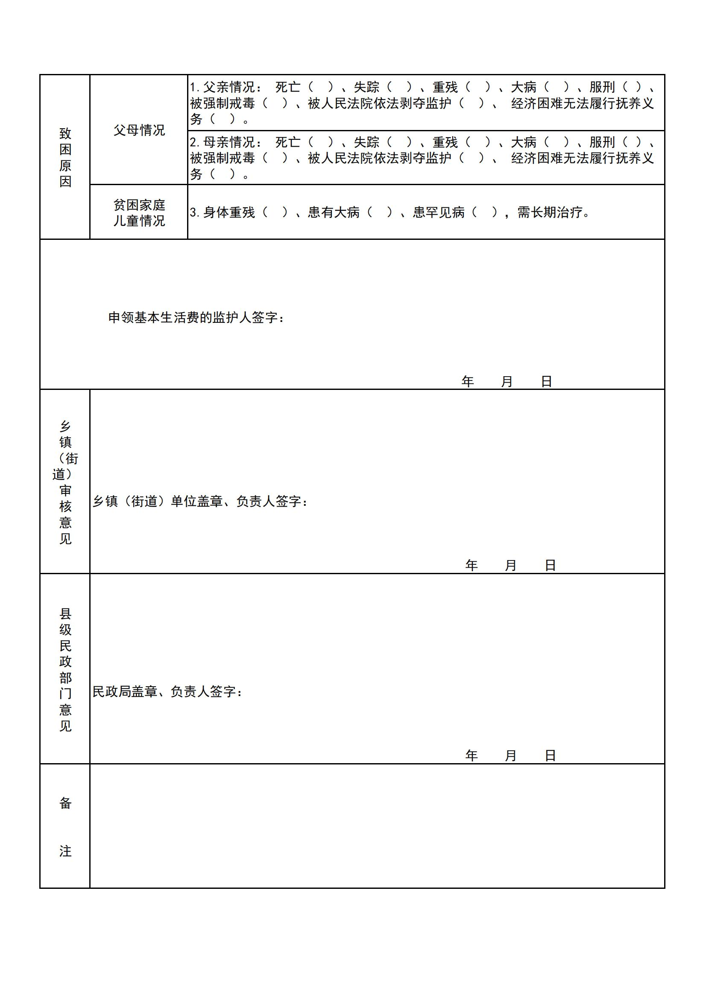 致
困
原
因
父母情况
1.父亲情况： 死亡（  ）、失踪（  ）、重残（  ）、大病（  ）、服刑（ ）、
被强制戒毒（  ）、被人民法院依法剥夺监护（  ）、 经济困难无法履行抚养义
务（  ）。
2.母亲情况： 死亡（  ）、失踪（  ）、重残（  ）、大病（  ）、服刑（ ）、
被强制戒毒（  ）、被人民法院依法剥夺监护（  ）、 经济困难无法履行抚养义
务（  ）。
贫困家庭
儿童情况
3.身体重残（  ）、患有大病（  ）、患罕见病（  ），需长期治疗。
申领基本生活费的监护人签字：
年    月    日
乡
镇
（街
道）
审
核
意
见
乡镇（街道）单位盖章、负责人签字：
年    月    日
县
级
民
政
部
门
意
见
民政局盖章、负责人签字：
年    月    日
备
注